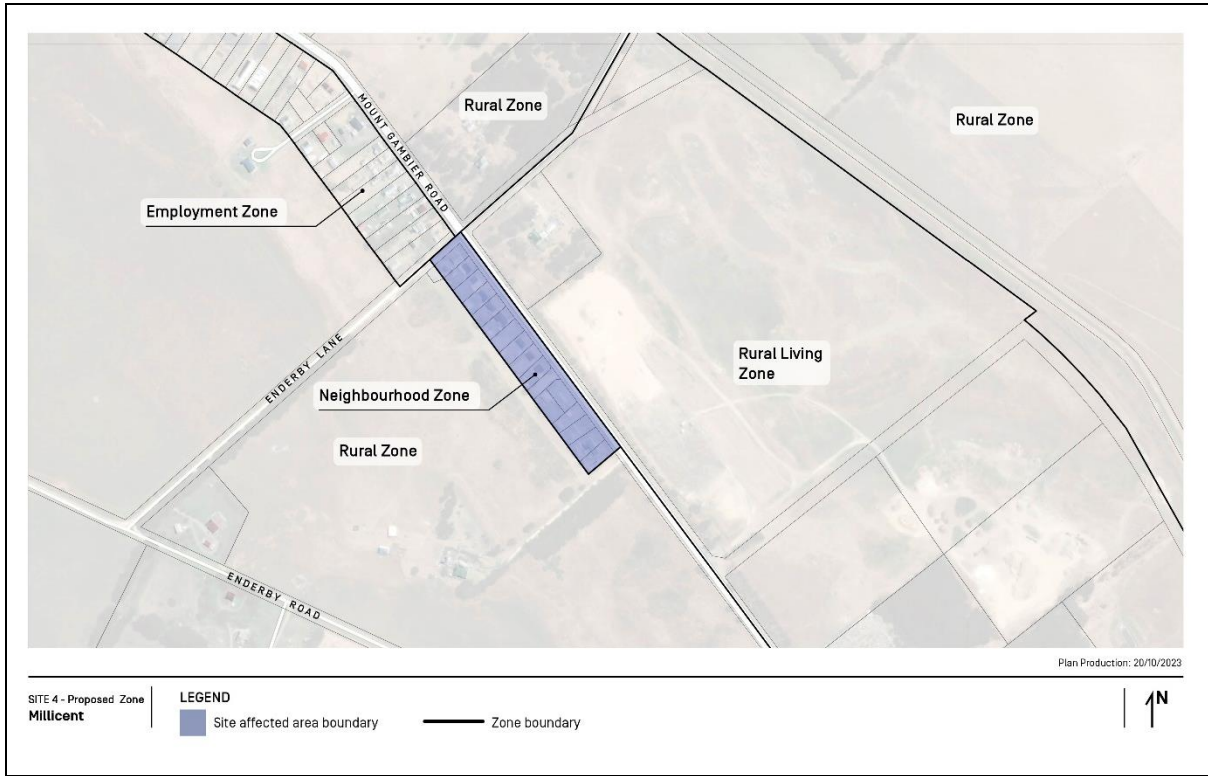 MOUNT GAMBIER ROAD
Rural Zone
Rural Zone
Employment Zone
ENDERBY LANE
Rural Living
Zone
Neighbourhood Zone
Rural Zone
ENDERBY ROAD
Plan Production: 20/10/2023
SITE 4 - Proposed Zone
Millicent
LEGEND
Site affected area boundary
Zone boundary
N